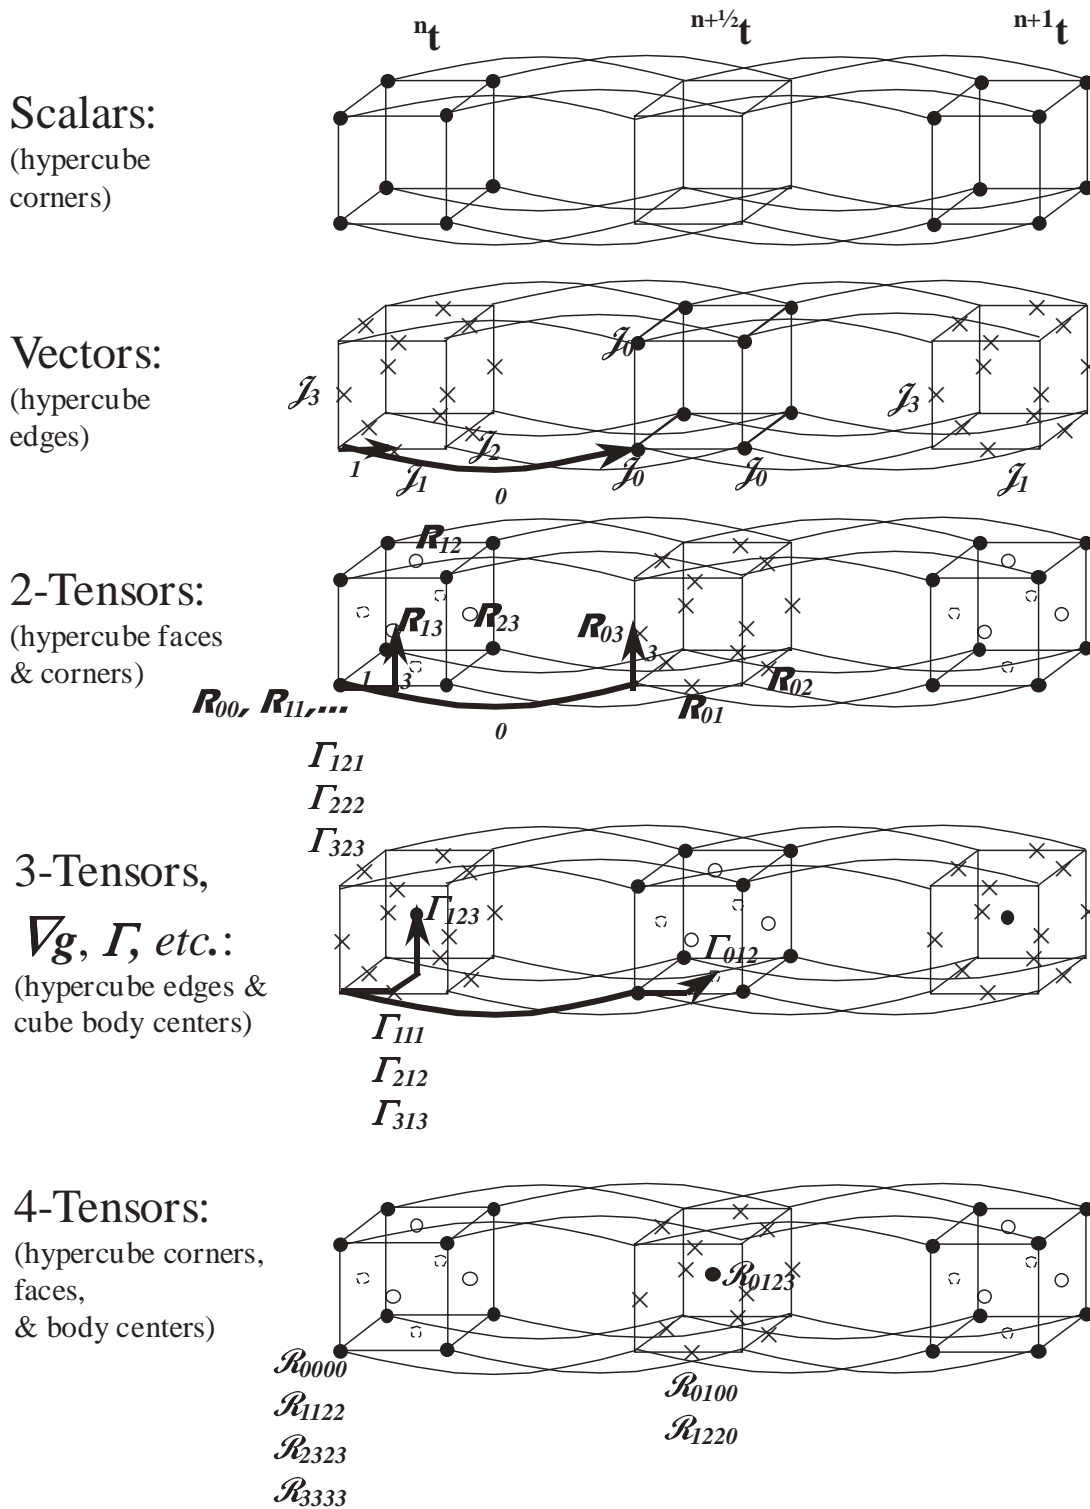 ⁿt
ⁿ⁺½t
ⁿ⁺¹t
Scalars:
(hypercube
corners)
Vectors:
(hypercube
edges)
𝒥₀
𝒥₃
𝒥₃
𝒥₂
1
𝒥₁
0
𝒥₀
𝒥₀
𝒥₁
2-Tensors:
(hypercube faces
& corners)
R₁₂
R₁₃
R₂₃
R₀₃
3
1
3
R₀₂
R₀₀, R₁₁,...
R₀₁
0
Γ₁₂₁
Γ₂₂₂
Γ₃₂₃
3-Tensors,
∇g, Γ, etc.:
(hypercube edges &
cube body centers)
Γ₁₂₃
Γ₀₁₂
Γ₁₁₁
Γ₂₁₂
Γ₃₁₃
4-Tensors:
(hypercube corners,
faces,
& body centers)
ℛ₀₁₂₃
ℛ₀₀₀₀
ℛ₁₁₂₂
ℛ₂₃₂₃
ℛ₃₃₃₃
ℛ₀₁₀₀
ℛ₁₂₂₀